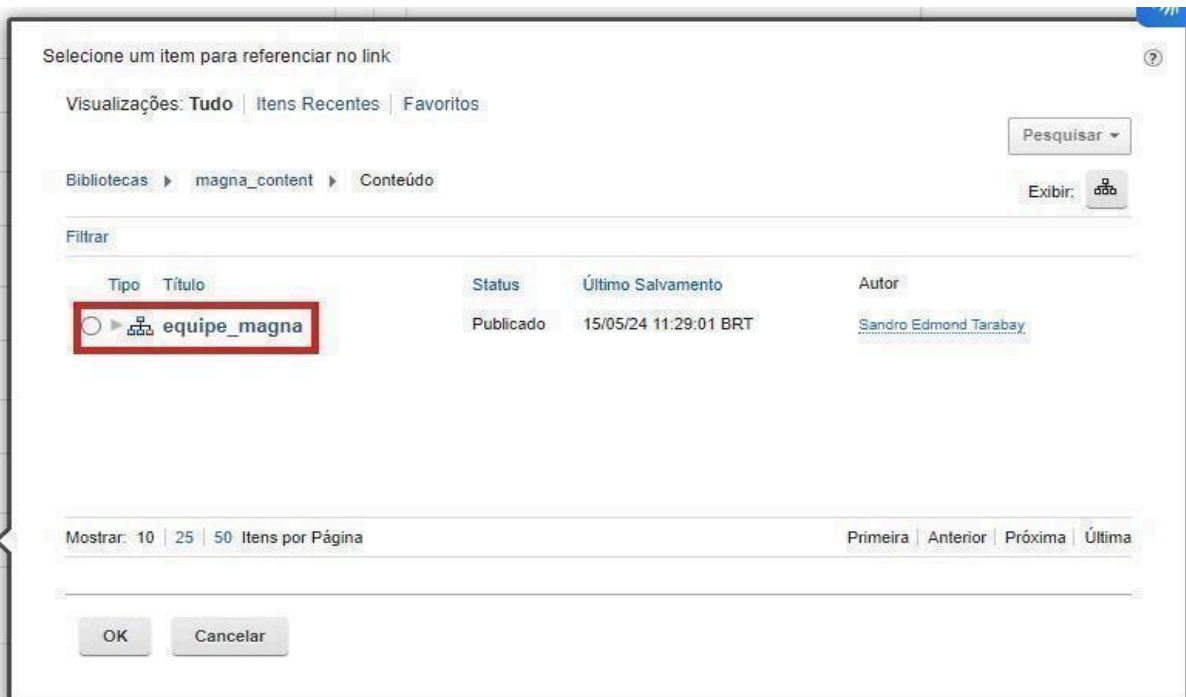 Selecione um item para referenciar no link
Visualizações: Tudo | Itens Recentes | Favoritos
Pesquisar
Bibliotecas magna_content Conteúdo
Exibir:
Filtrar
Tipo Título Status Último Salvamento Autor
equipe_magna Publicado 15/05/24 11:29:01 BRT Sandro Edmond Tarabay
Mostrar: 10 | 25 | 50 Itens por Página Primeira | Anterior | Próxima | Última
OK Cancelar